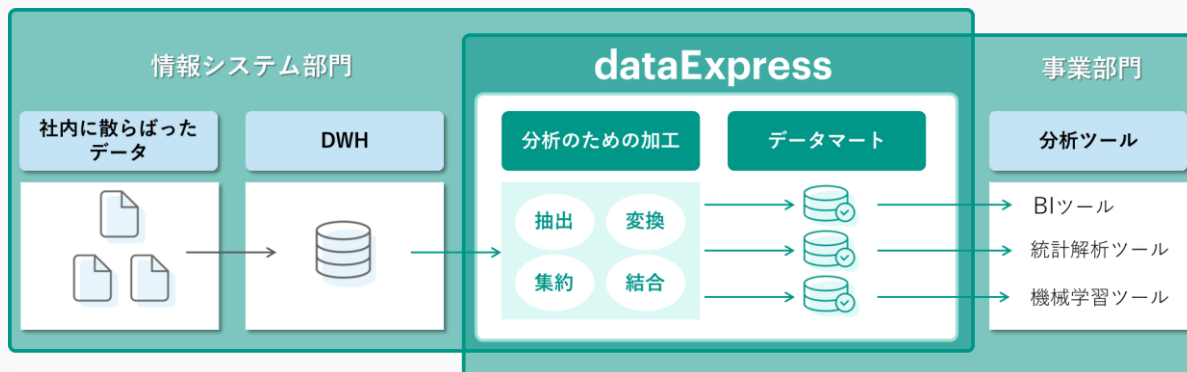 情報システム部門
dataExpress
事業部門
社内に散らばった
データ
DWH
分析のための加工
データマート
分析ツール
抽出
変換
集約
結合
BIツール
統計解析ツール
機械学習ツール